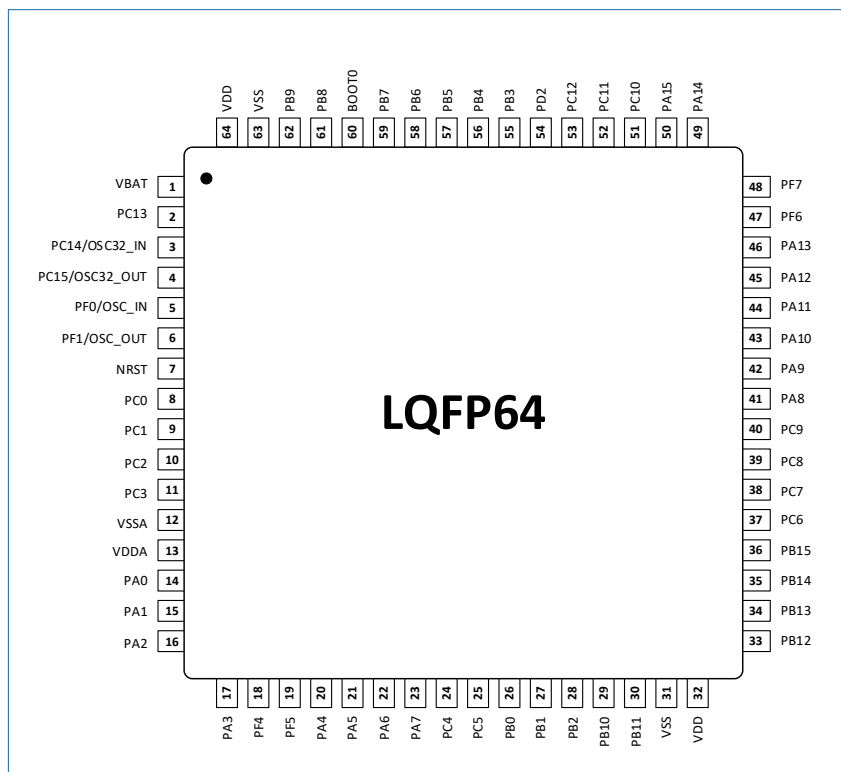 VDD VSS PB9 PB8 BOOT0 PB7 PB6 PB5 PB4 PB3 PD2 PC12 PC11 PC10 PA15 PA14
64 63 62 61 60 59 58 57 56 55 54 53 52 51 50 49
VBAT 1
PC13 2
PC14/OSC32_IN 3
PC15/OSC32_OUT 4
PF0/OSC_IN 5
PF1/OSC_OUT 6
NRST 7
PC0 8
PC1 9
PC2 10
PC3 11
VSSA 12
VDDA 13
PA0 14
PA1 15
PA2 16
LQFP64
48 PF7
47 PF6
46 PA13
45 PA12
44 PA11
43 PA10
42 PA9
41 PA8
40 PC9
39 PC8
38 PC7
37 PC6
36 PB15
35 PB14
34 PB13
33 PB12
17 18 19 20 21 22 23 24 25 26 27 28 29 30 31 32
PA3 PF4 PF5 PA4 PA5 PA6 PA7 PC4 PC5 PB0 PB1 PB2 PB10 PB11 VSS VDD